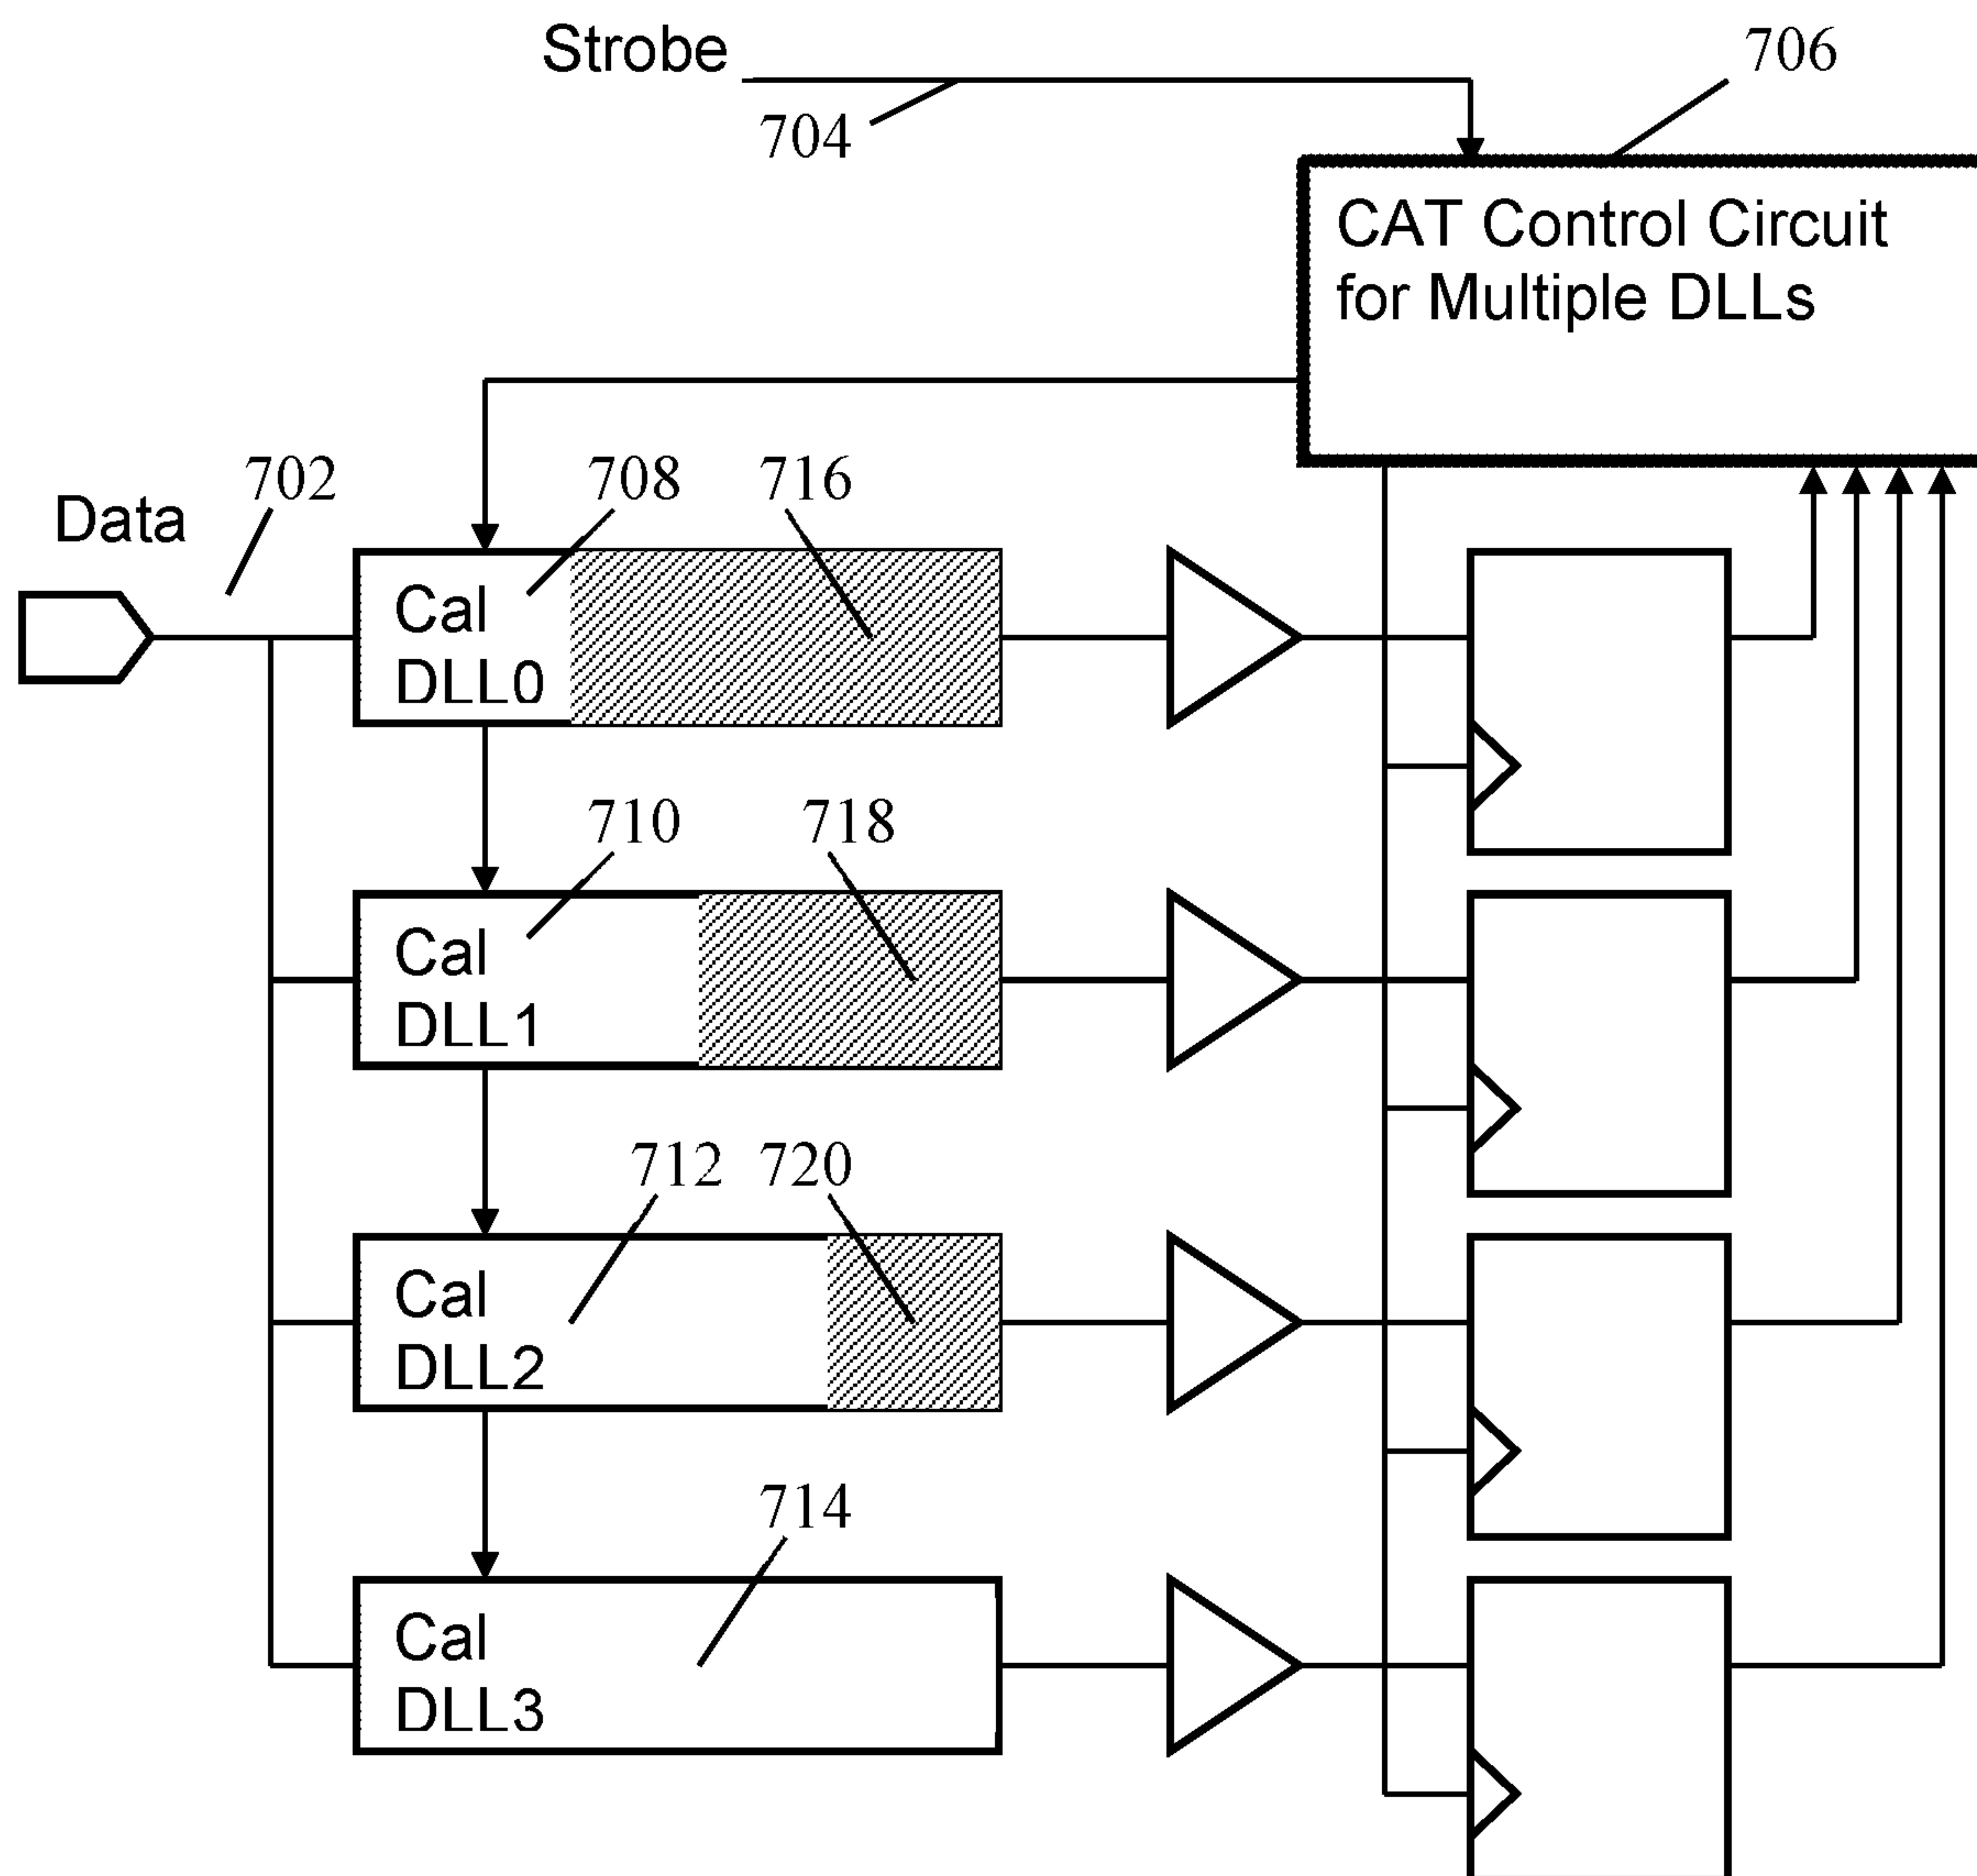 Strobe
706
704
CAT Control Circuit
for Multiple DLLs
702
708
716
Data
Cal
DLL0
710
718
Cal
DLL1
712
720
Cal
DLL2
714
Cal
DLL3